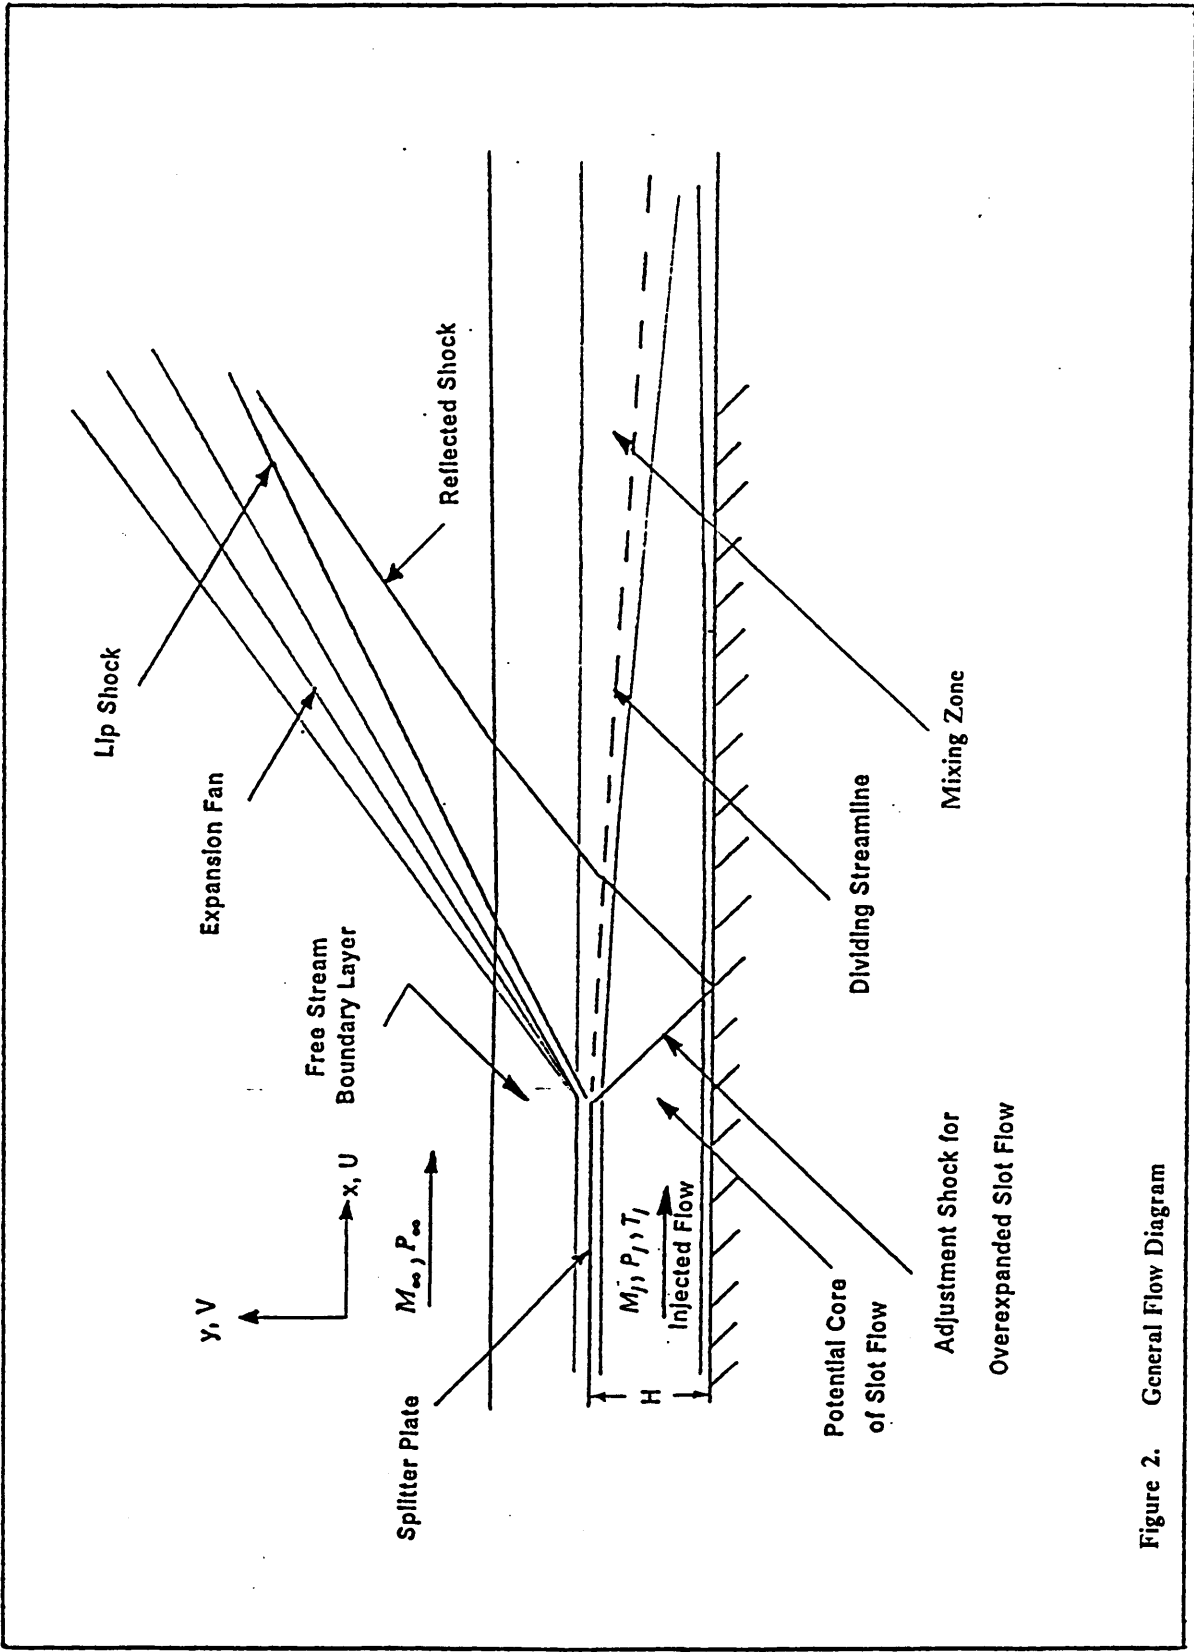 y, V
x, U
M∞, P∞
Free Stream
Boundary Layer
Expansion Fan
Lip Shock
Reflected Shock
Splitter Plate
H
Mj, Pj, Tj
Injected Flow
Potential Core
of Slot Flow
Adjustment Shock for
Overexpanded Slot Flow
Dividing Streamline
Mixing Zone
Figure 2. General Flow Diagram